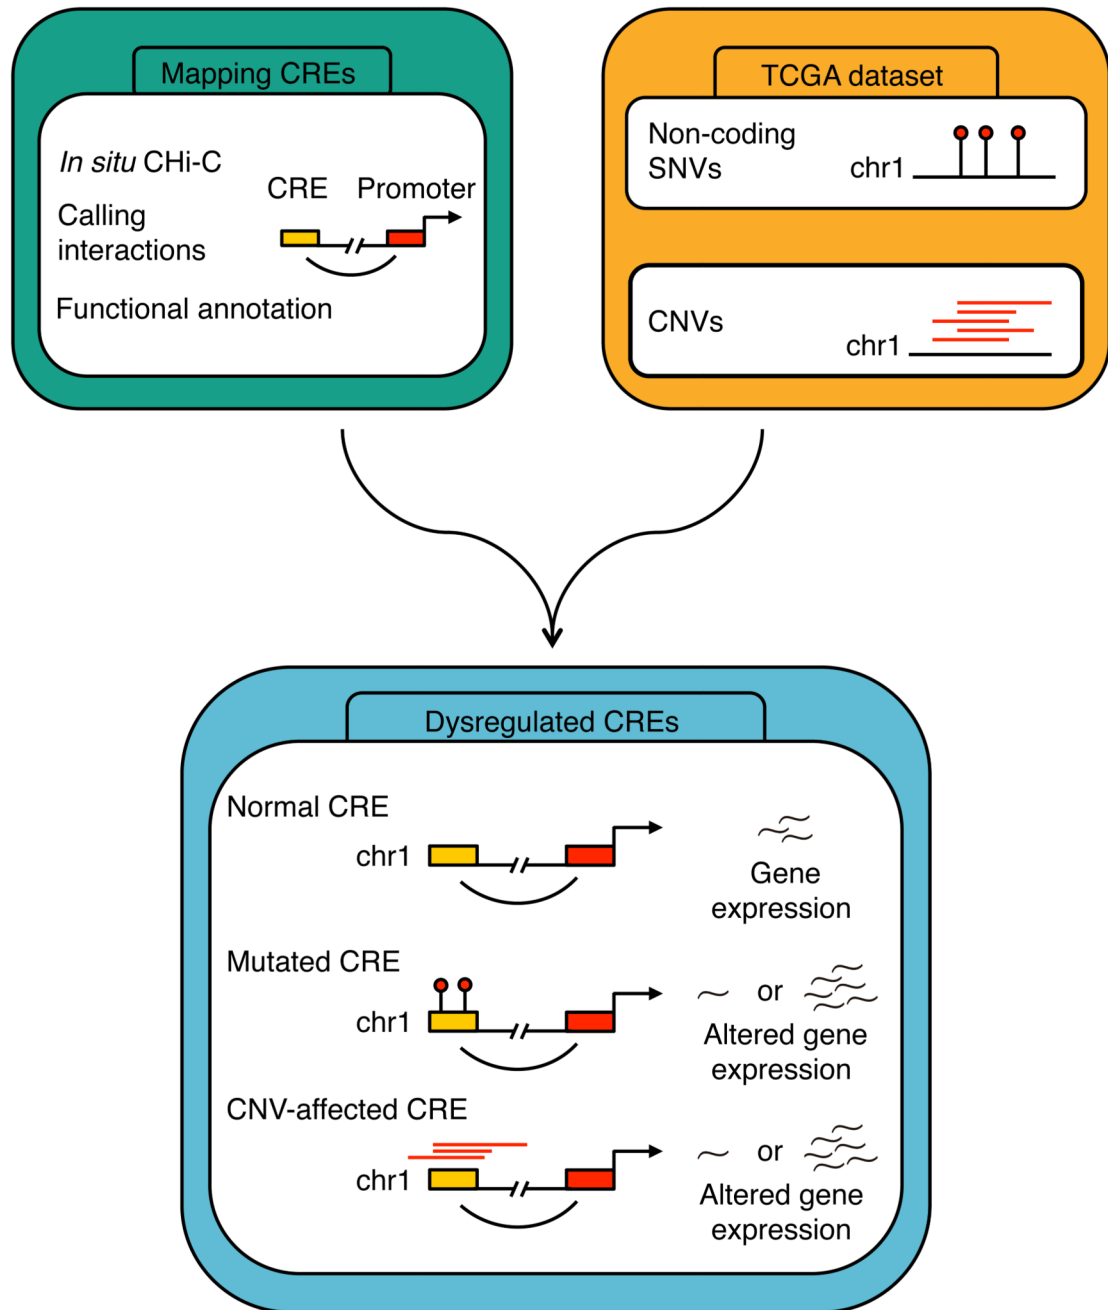 Mapping CREs
In situ CHi-C
CRE Promoter
Calling
interactions
Functional annotation
TCGA dataset
Non-coding
SNVs
chr1
CNVs
chr1
Dysregulated CREs
Normal CRE
chr1
Gene
expression
Mutated CRE
chr1
or
Altered gene
expression
CNV-affected CRE
chr1
or
Altered gene
expression